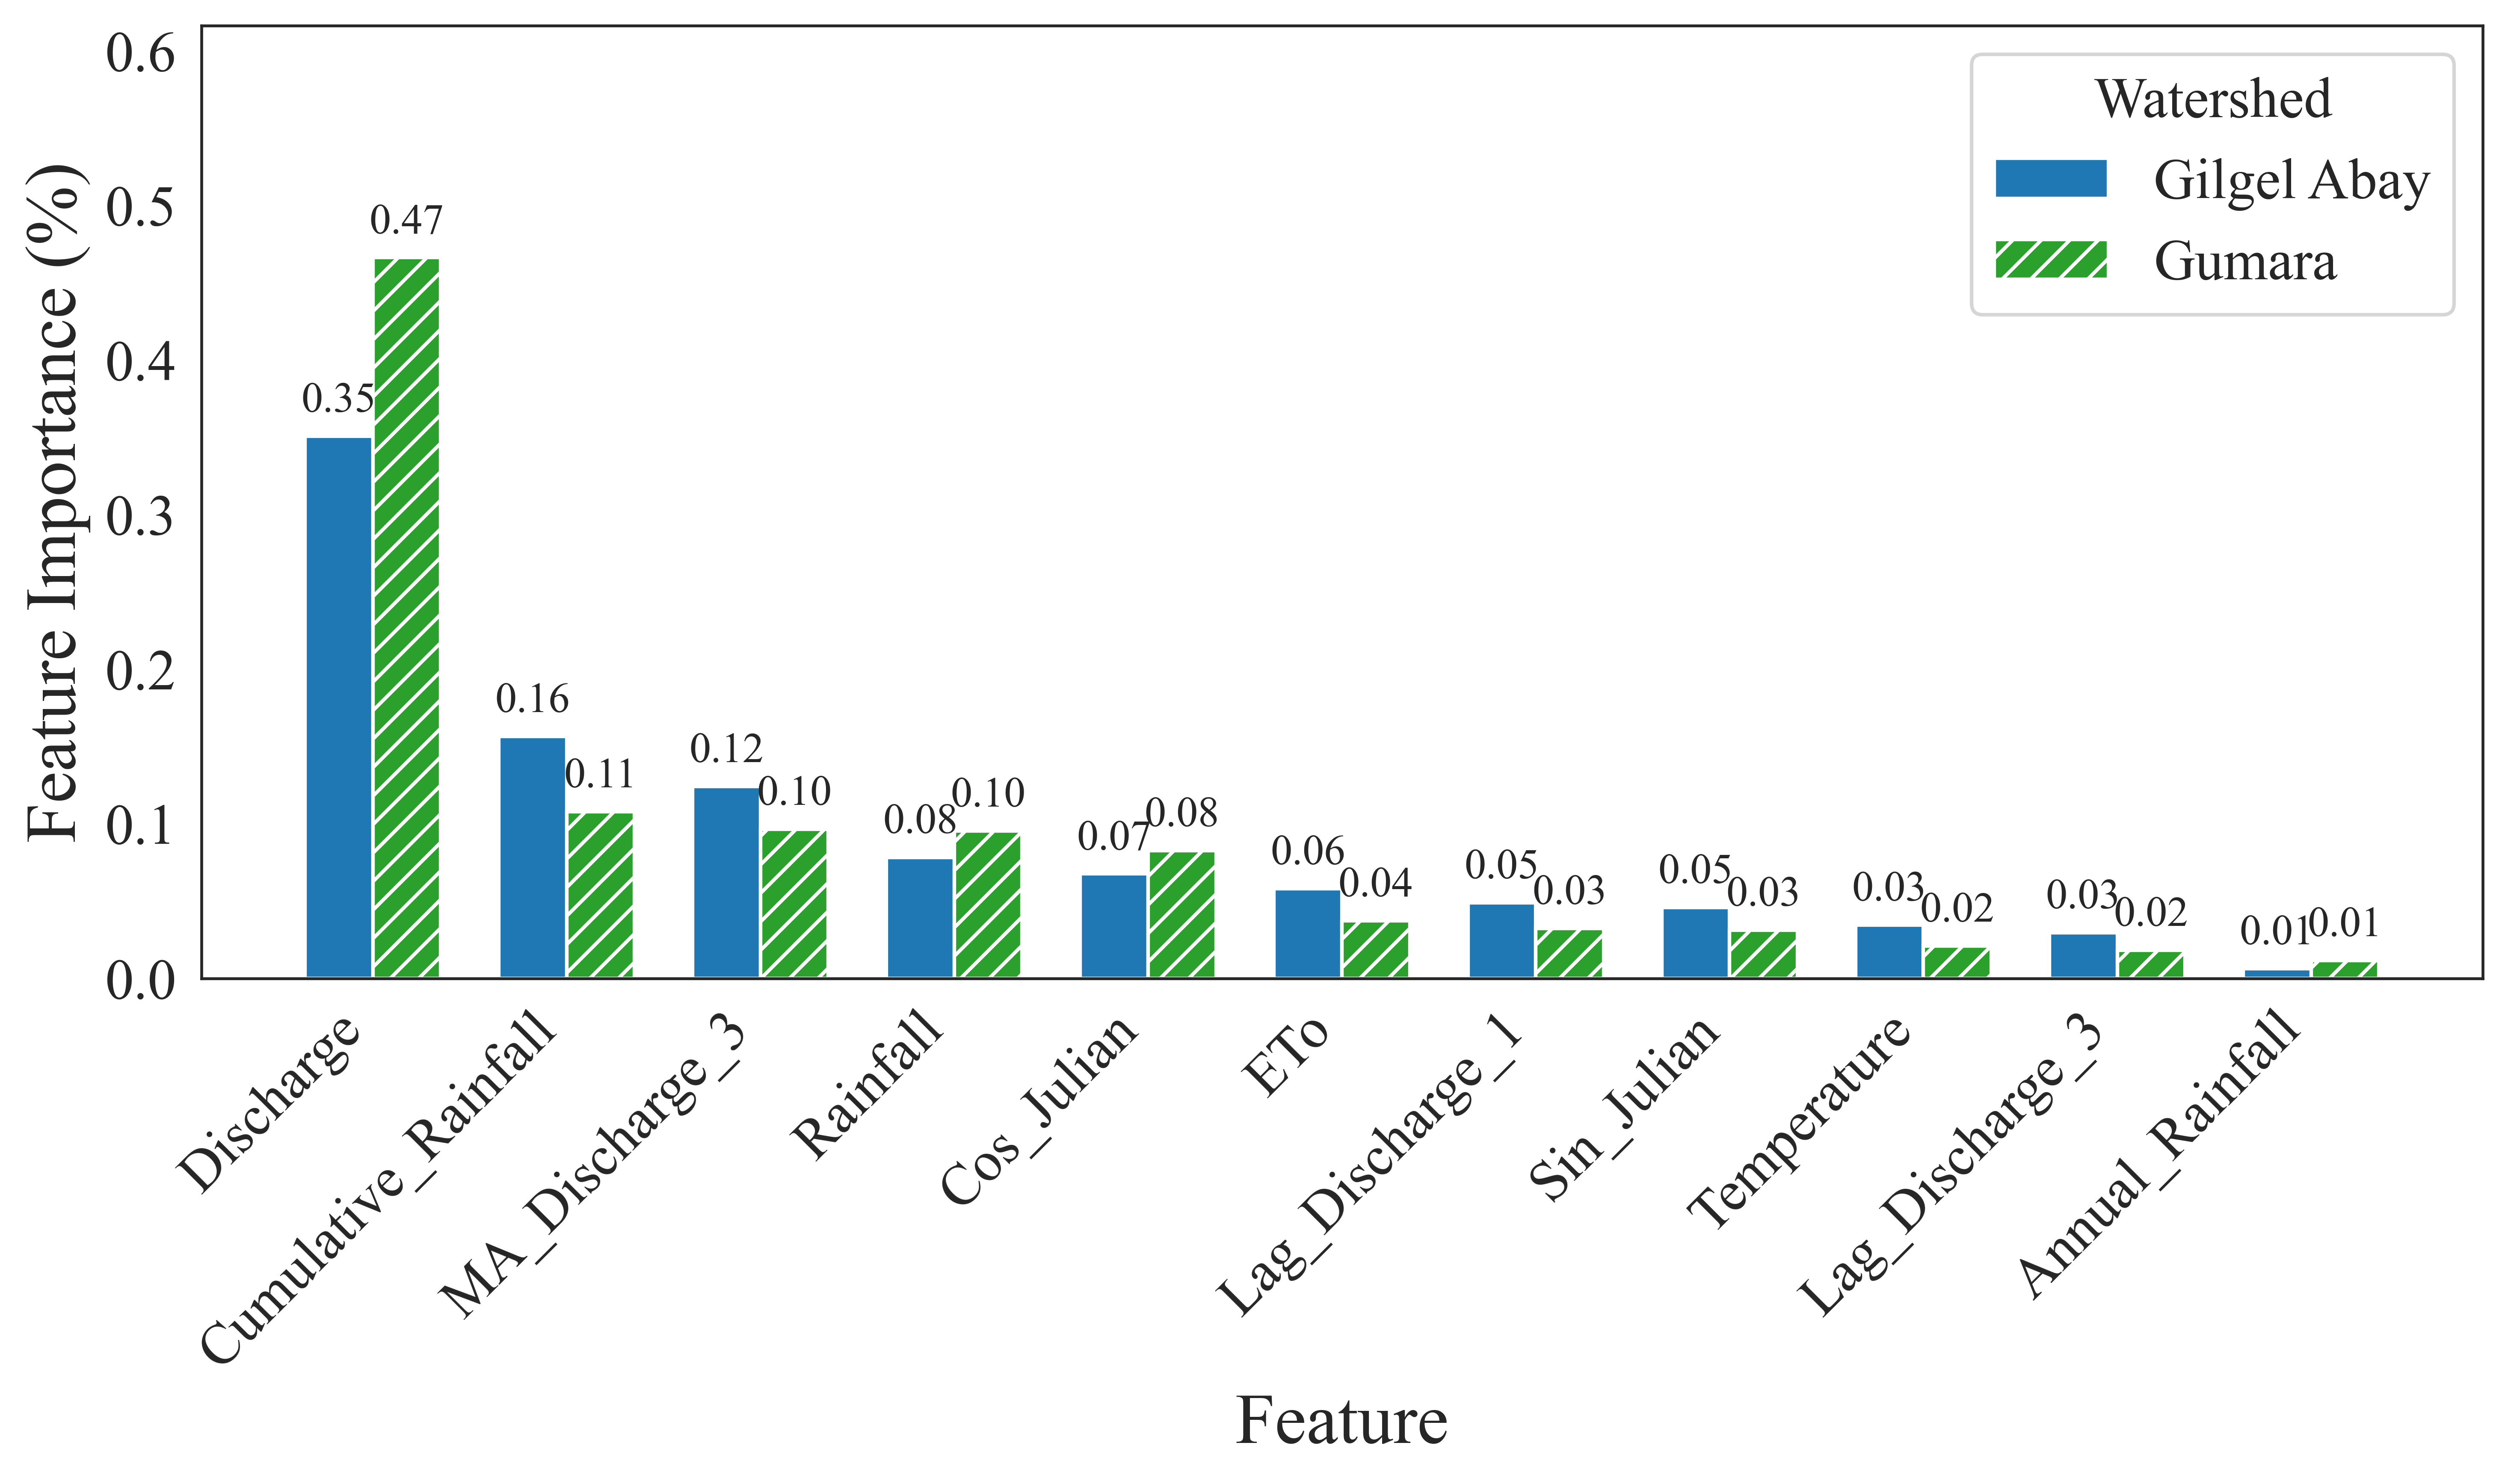 Feature Importance (%)
0.6
0.5
0.4
0.3
0.2
0.1
0.0
Watershed
Gilgel Abay
Gumara
0.35
0.47
0.16
0.11
0.12
0.10
0.08
0.10
0.07
0.08
0.06
0.04
0.05
0.03
0.05
0.03
0.03
0.02
0.03
0.02
0.01
0.01
Discharge
Cumulative_Rainfall
MA_Discharge_3
Rainfall
Cos_Julian
ETo
Lag_Discharge_1
Sin_Julian
Temperature
Lag_Discharge_3
Annual_Rainfall
Feature